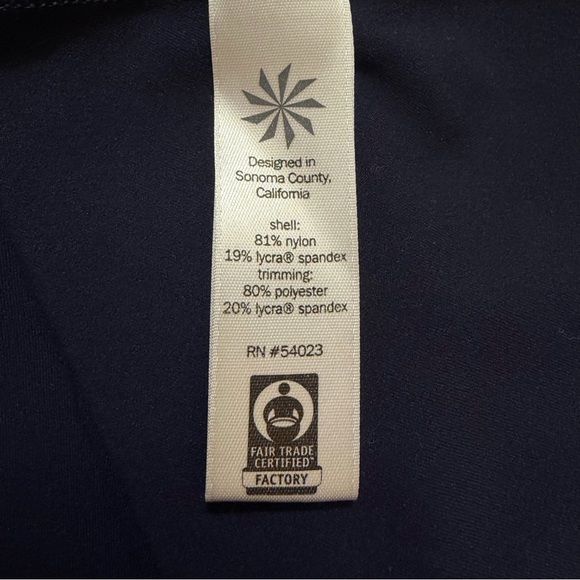 Designed in
Sonoma County,
California
shell:
81% nylon
19% lycra® spandex
trimming:
80% polyester
20% lycra® spandex
RN #54023
FAIR TRADE
CERTIFIED™
FACTORY